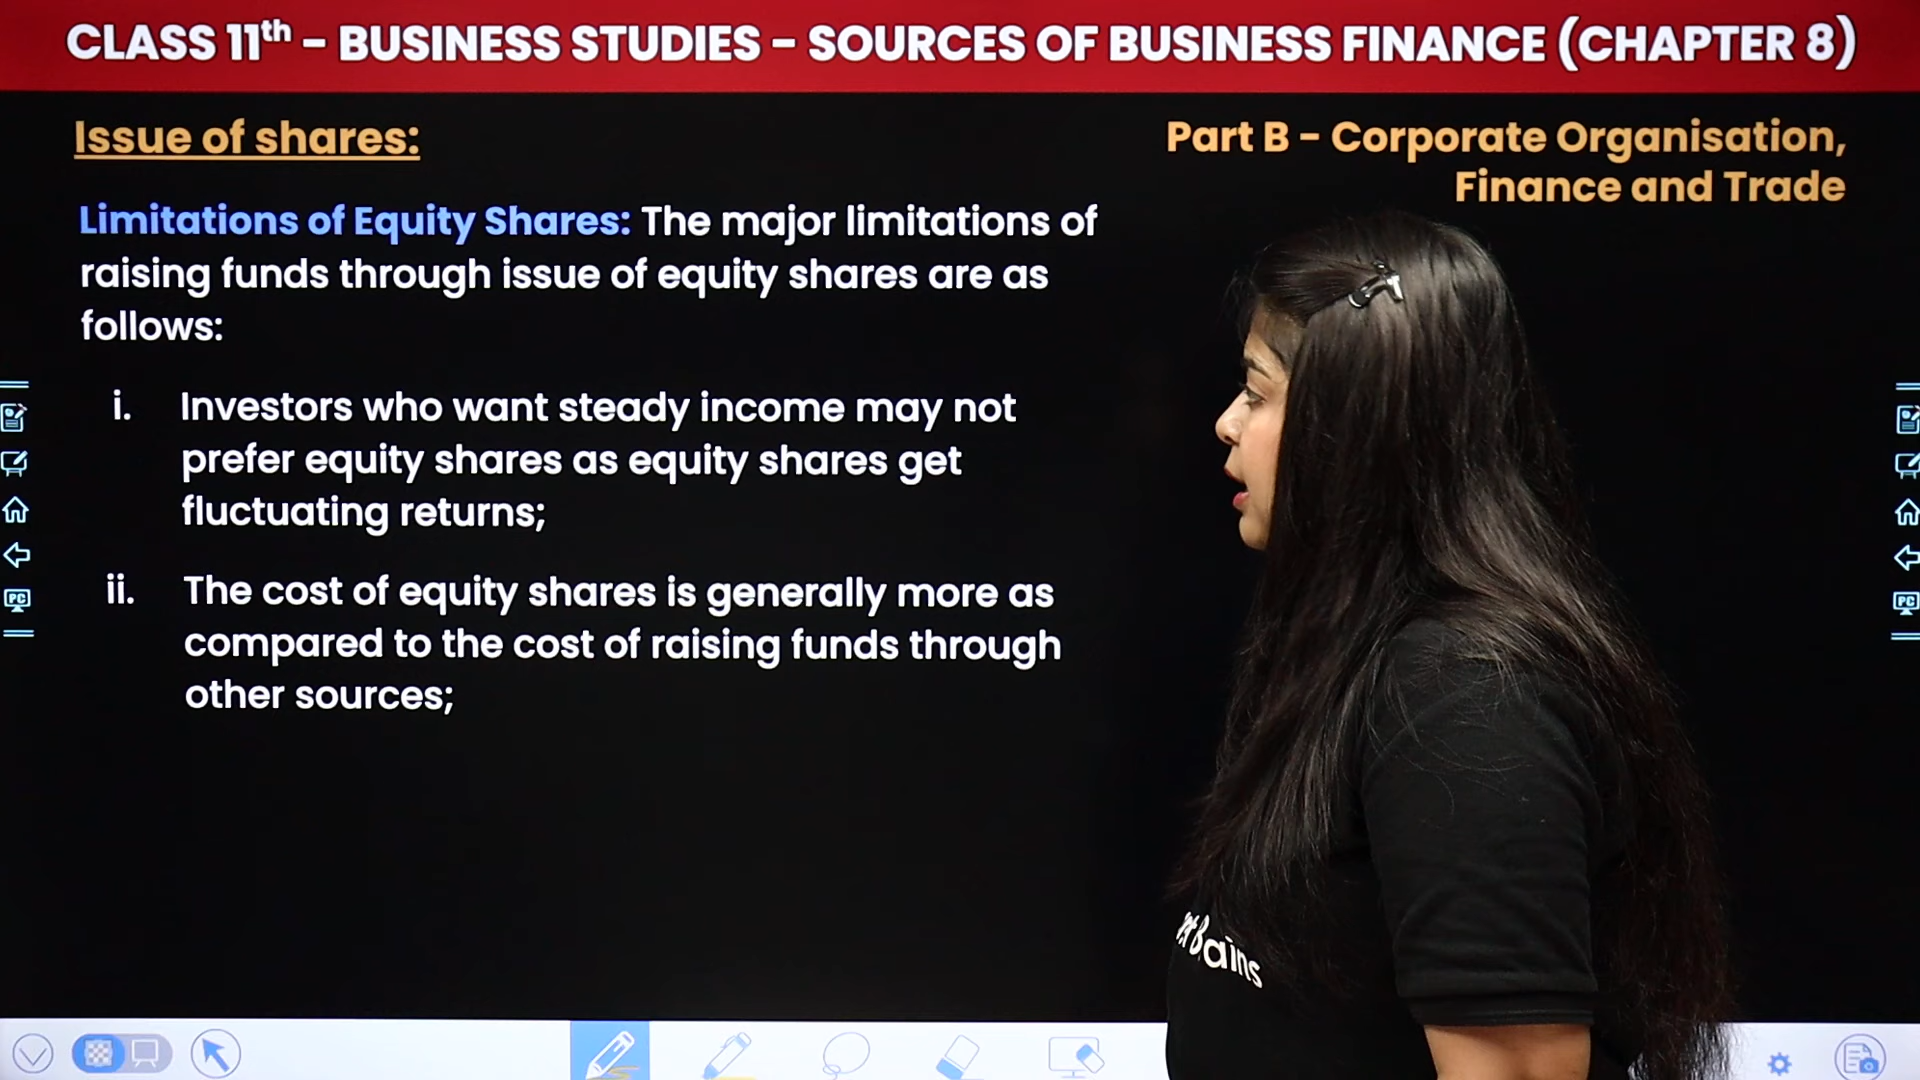 CLASS 11th – BUSINESS STUDIES – SOURCES OF BUSINESS FINANCE (CHAPTER 8)
Issue of shares:
Part B – Corporate Organisation,
Finance and Trade
Limitations of Equity Shares: The major limitations of
raising funds through issue of equity shares are as
follows:
i. Investors who want steady income may not
prefer equity shares as equity shares get
fluctuating returns;
ii. The cost of equity shares is generally more as
compared to the cost of raising funds through
other sources;
PC
PC